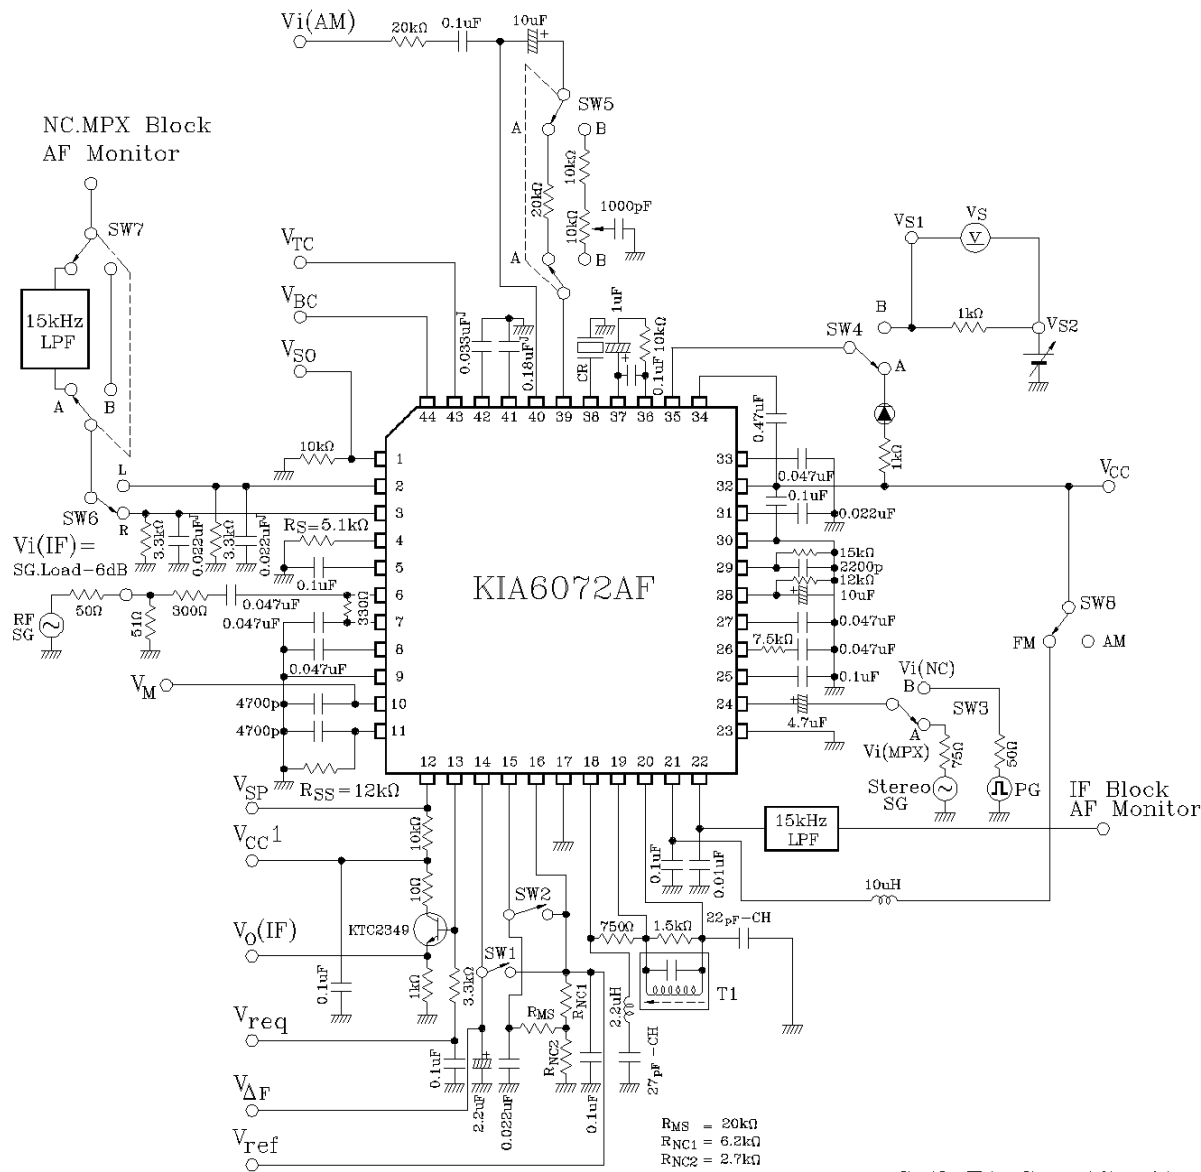 Vi(AM)
20kΩ
0.1uF
10uF
+
SW5
A
B
NC.MPX Block
AF Monitor
SW7
20kΩ
10kΩ
10kΩ
1000pF
A
B
15kHz
LPF
A
B
VTC
VBC
VSO
0.033uFJ
0.18uFJ
CR
1uF
+
0.1uF
10kΩ
VS1
VS
V
B
SW4
1kΩ
VS2
A
44
43
42
41
40
39
38
37
36
35
34
0.47uF
1kΩ
VCC
10kΩ
L
SW6
R
3.3kΩ
0.022uFJ
3.3kΩ
0.022uFJ
RS=5.1kΩ
0.1uF
Vi(IF)=
SG.Load-6dB
RF
SG
50Ω
51Ω
300Ω
0.047uF
330Ω
0.047uF
0.047uF
VM
4700p
4700p
RSS=12kΩ
1
2
3
4
5
6
7
8
9
10
11
KIA6072AF
33
32
31
30
29
28
27
26
25
24
23
0.047uF
0.1uF
0.022uF
15kΩ
2200p
12kΩ
+
10uF
0.047uF
7.5kΩ
0.047uF
0.1uF
+
4.7uF
SW8
FM
AM
Vi(NC)
B
SW3
A
Vi(MPX)
75Ω
50Ω
Stereo
SG
PG
12
13
14
15
16
17
18
19
20
21
22
VSP
10kΩ
VCC1
10Ω
KTC2349
VO(IF)
0.1uF
1kΩ
3.3kΩ
Vreq
0.1uF
VΔF
+
2.2uF
Vref
SW2
SW1
RMS
RNC1
RNC2
0.022uF
0.1uF
750Ω
1.5kΩ
22pF-CH
T1
2.2uH
27pF-CH
0.1uF
0.01uF
15kHz
LPF
IF Block
AF Monitor
10uH
RMS = 20kΩ
RNC1 = 6.2kΩ
RNC2 = 2.7kΩ